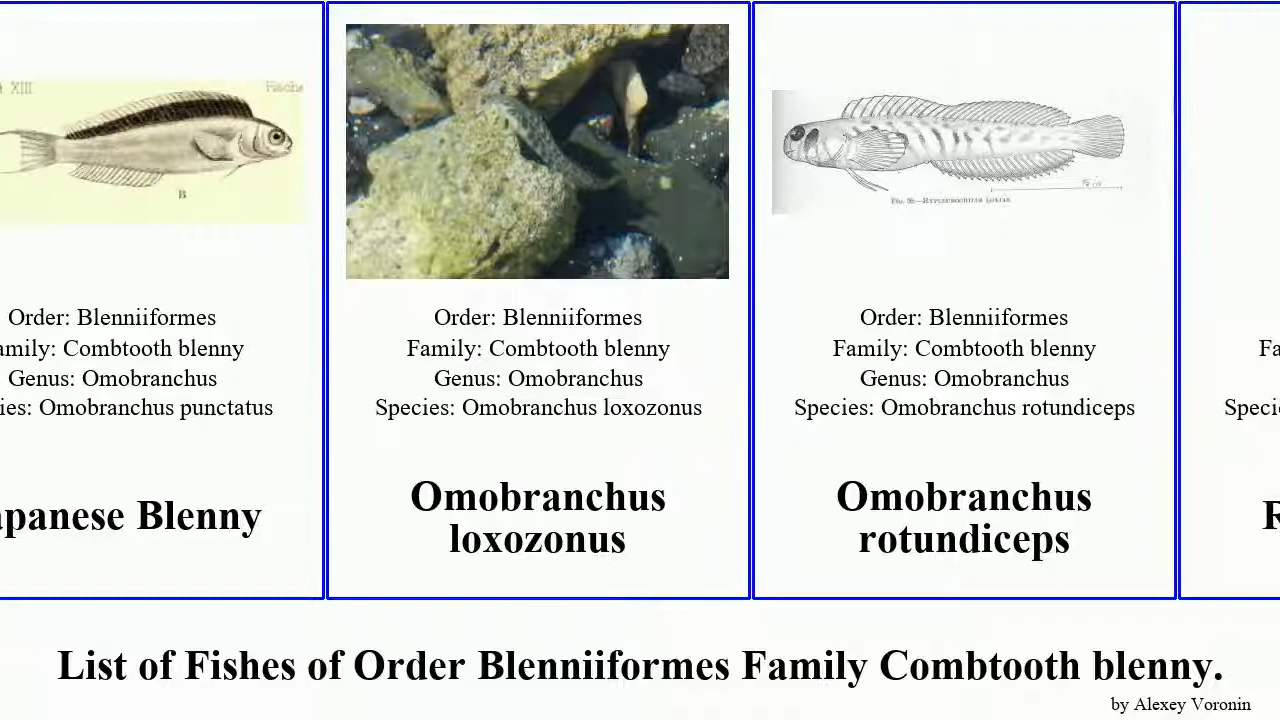 XIII
B
Order: Blenniiformes
amily: Combtooth blenny
Genus: Omobranchus
ies: Omobranchus punctatus
apanese Blenny
Order: Blenniiformes
Family: Combtooth blenny
Genus: Omobranchus
Species: Omobranchus loxozonus
Omobranchus
loxozonus
Order: Blenniiformes
Family: Combtooth blenny
Genus: Omobranchus
Species: Omobranchus rotundiceps
Omobranchus
rotundiceps
Fa
Speci
R
List of Fishes of Order Blenniiformes Family Combtooth blenny.
by Alexey Voronin